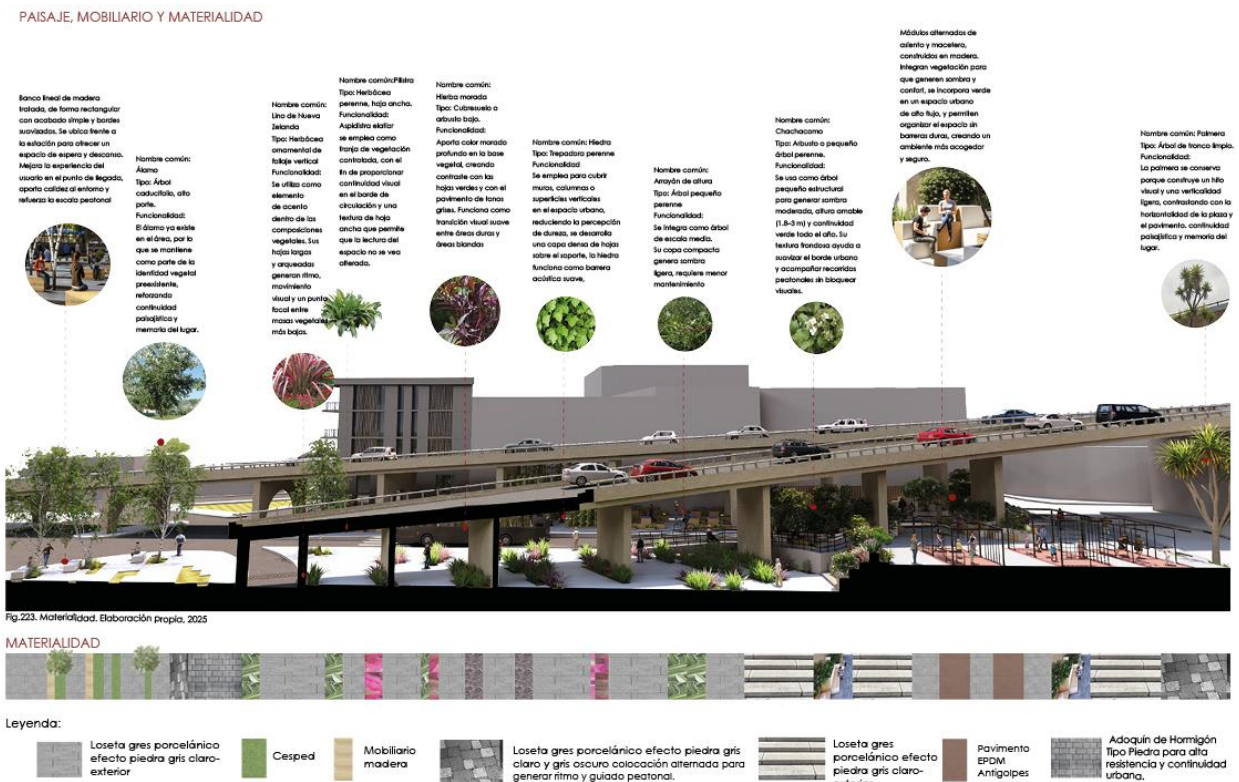 PAISAJE, MOBILIARIO Y MATERIALIDAD
Banco lineal de madera
tratada, de forma rectangular
con acabado simple y bordes
suavizados. Se ubica frente a
la estación para ofrecer un
espacio de espera y descanso.
Mejora la experiencia del
usuario en el punto de llegada,
aporta calidez al entorno y
refuerza la escala peatonal
Nombre común:
Álamo
Tipo: Árbol
caducifolio, alto
porte.
Funcionalidad:
El álamo ya existe
en el área, por lo
que se mantiene
como parte de la
identidad vegetal
preexistente,
reforzando
continuidad
paisajística y
memoria del lugar.
Nombre común:
Lino de Nueva
Zelanda
Tipo: Herbácea
ornamental de
follaje vertical
Funcionalidad:
Se utiliza como
elemento
de acento
dentro de las
composiciones
vegetales. Sus
hojas largas
y arqueadas
generan ritmo,
movimiento
visual y un punto
focal entre
masas vegetales
más bajas.
Nombre común:Pilistra
Tipo: Herbácea
perenne, hoja ancha.
Funcionalidad:
Aspidistra elatior
se emplea como
franja de vegetación
controlada, con el
fin de proporcionar
continuidad visual
en el borde de
circulación y una
textura de hoja
ancha que permite
que la lectura del
espacio no se vea
alterada.
Nombre común:
Hierba morada
Tipo: Cubresuelo o
arbusto bajo.
Funcionalidad:
Aporta color morado
profundo en la base
vegetal, creando
contraste con las
hojas verdes y con el
pavimento de tonos
grises. Funciona como
transición visual suave
entre áreas duras y
áreas blandas
Nombre común: Hiedra
Tipo: Trepadora perenne
Funcionalidad
Se emplea para cubrir
muros, columnas o
superficies verticales
en el espacio urbano,
reduciendo la percepción
de dureza, se desarrolla
una capa densa de hojas
sobre el soporte, la hiedra
funciona como barrera
acústica suave,
Nombre común:
Arrayán de altura
Tipo: Árbol pequeño
perenne
Funcionalidad:
Se integra como árbol
de escala media.
Su copa compacta
genera sombra
ligera, requiere menor
mantenimiento
Nombre común:
Chachacomo
Tipo: Arbusto o pequeño
árbol perenne.
Funcionalidad:
Se usa como árbol
pequeño estructural
para generar sombra
moderada, altura amable
(1.8–3 m) y continuidad
verde todo el año. Su
textura frondosa ayuda a
suavizar el borde urbano
y acompañar recorridos
peatonales sin bloquear
visuales.
Módulos alternados de
asiento y macetero,
construidos en madera.
Integran vegetación para
que generen sombra y
confort, se incorpora verde
en un espacio urbano
de alto flujo, y permiten
organizar el espacio sin
barreras duras, creando un
ambiente más acogedor
y seguro.
Nombre común: Palmera
Tipo: Árbol de tronco limpio.
Funcionalidad:
La palmera se conserva
porque construye un hito
visual y una verticalidad
ligera, contrastando con la
horizontalidad de la plaza y
el pavimento. continuidad
paisajística y memoria del
lugar.
Fig.223. Materialidad. Elaboración propia, 2025
MATERIALIDAD
Leyenda:
Loseta gres porcelánico
efecto piedra gris claro-
exterior
Cesped
Mobiliario
madera
Loseta gres porcelánico efecto piedra gris
claro y gris oscuro colocación alternada para
generar ritmo y guiado peatonal.
Loseta gres
porcelánico efecto
piedra gris claro-
Pavimento
EPDM
Antigolpes
Adoquín de Hormigón
Tipo Piedra para alta
resistencia y continuidad
urbana,